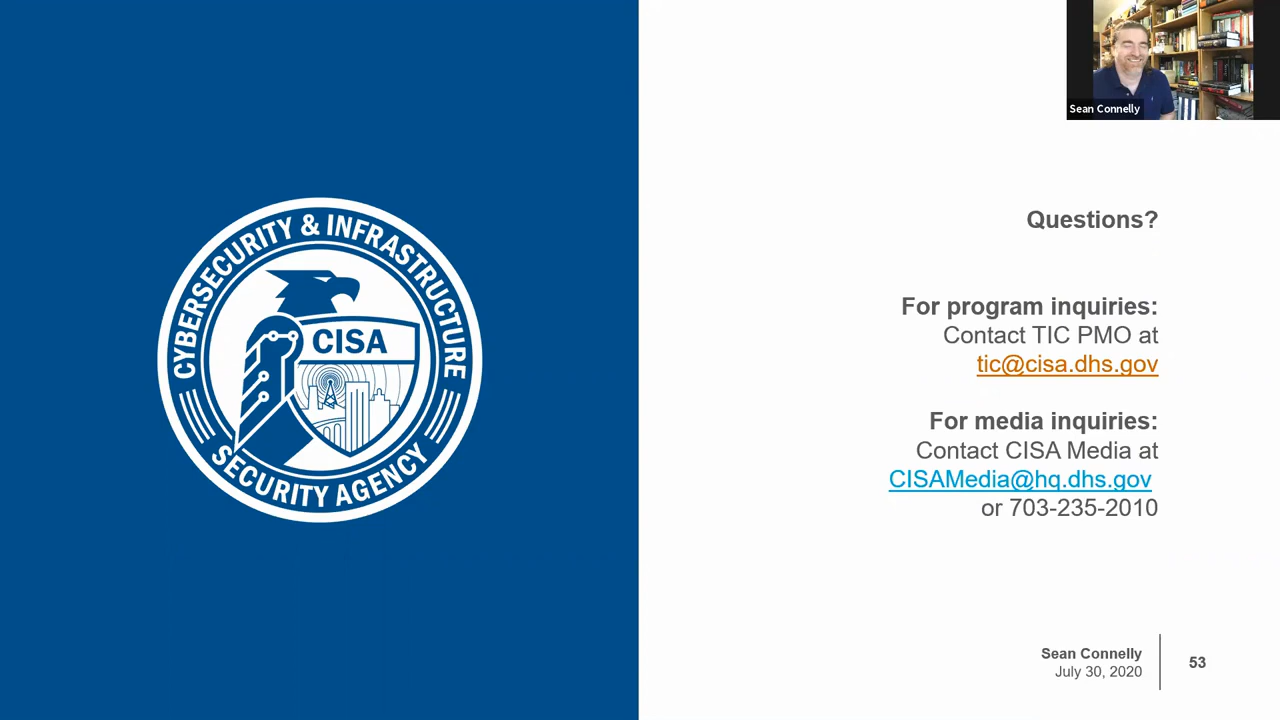 CYBERSECURITY & INFRASTRUCTURE
SECURITY AGENCY
CISA
Sean Connelly
Questions?
For program inquiries:
Contact TIC PMO at
tic@cisa.dhs.gov
For media inquiries:
Contact CISA Media at
CISAMedia@hq.dhs.gov
or 703-235-2010
Sean Connelly
July 30, 2020
53